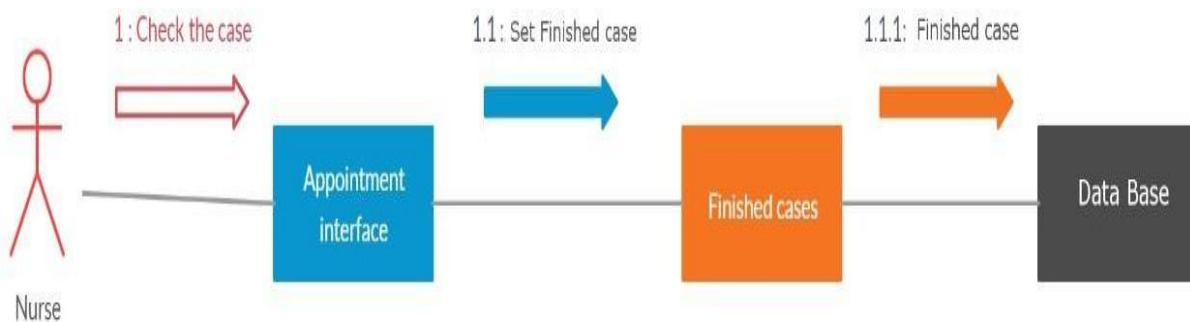 1 : Check the case
1.1 : Set Finished case
1.1.1: Finished case
Appointment
interface
Finished cases
Data Base
Nurse